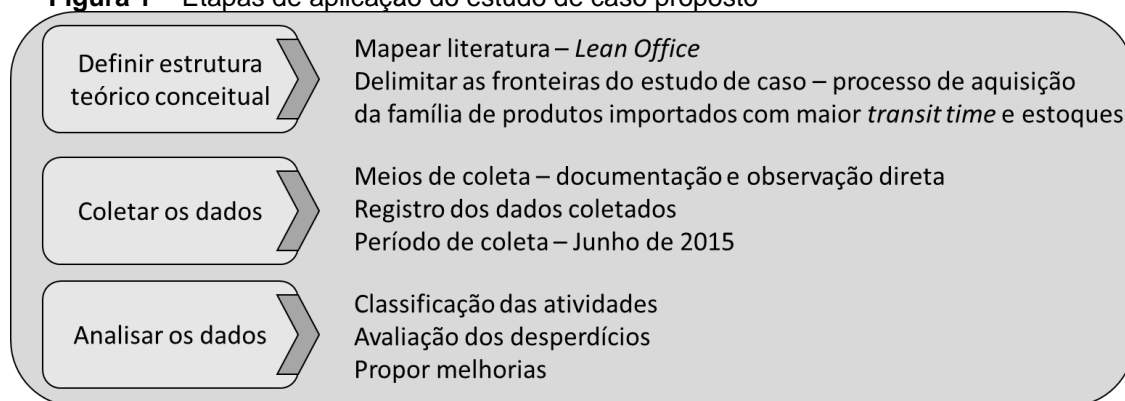 Figura 1 – Etapas de aplicação do estudo de caso proposto
Definir estrutura
teórico conceitual
Mapear literatura – Lean Office
Delimitar as fronteiras do estudo de caso – processo de aquisição
da família de produtos importados com maior transit time e estoques
Coletar os dados
Meios de coleta – documentação e observação direta
Registro dos dados coletados
Período de coleta – Junho de 2015
Analisar os dados
Classificação das atividades
Avaliação dos desperdícios
Propor melhorias